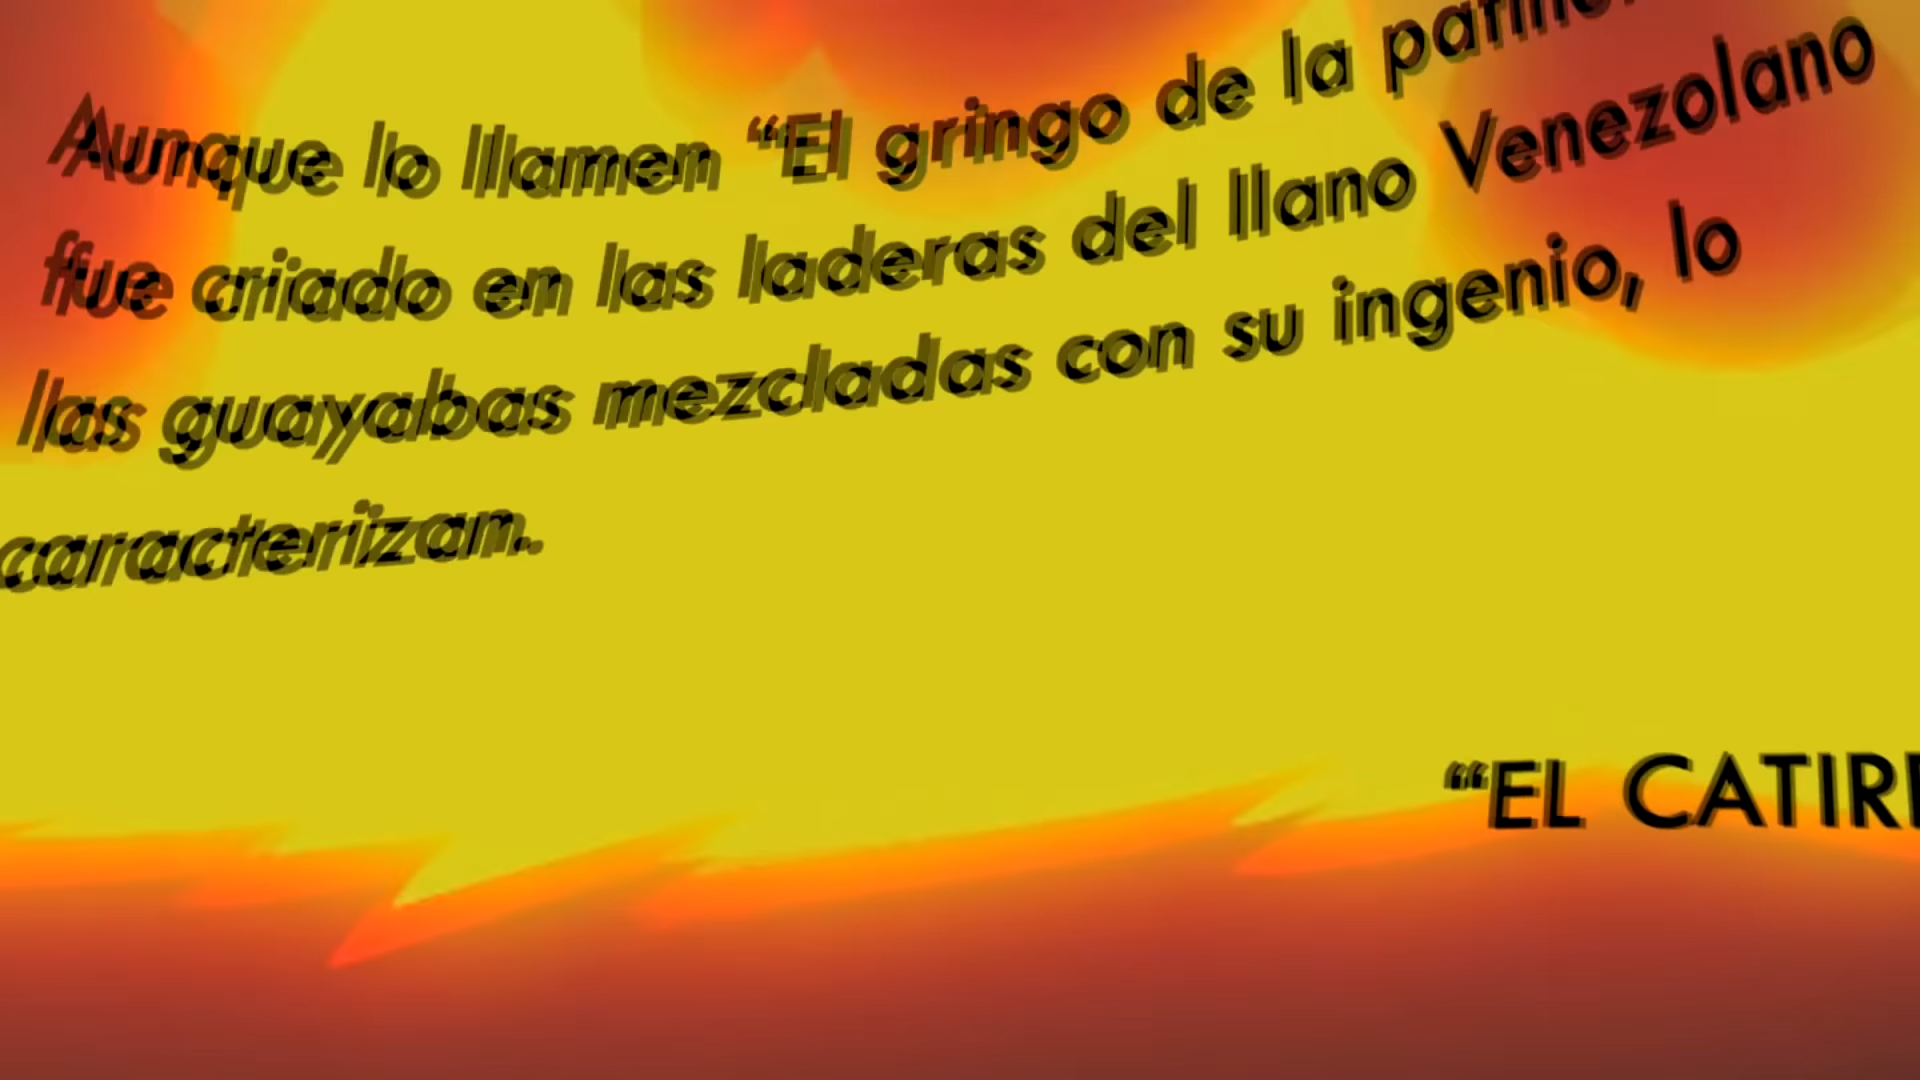 Aunque lo llamen “El gringo de la
fue criado en las laderas del llano Venezolano
las guayabas mezcladas con su ingenio, lo
caracterizan.
“EL